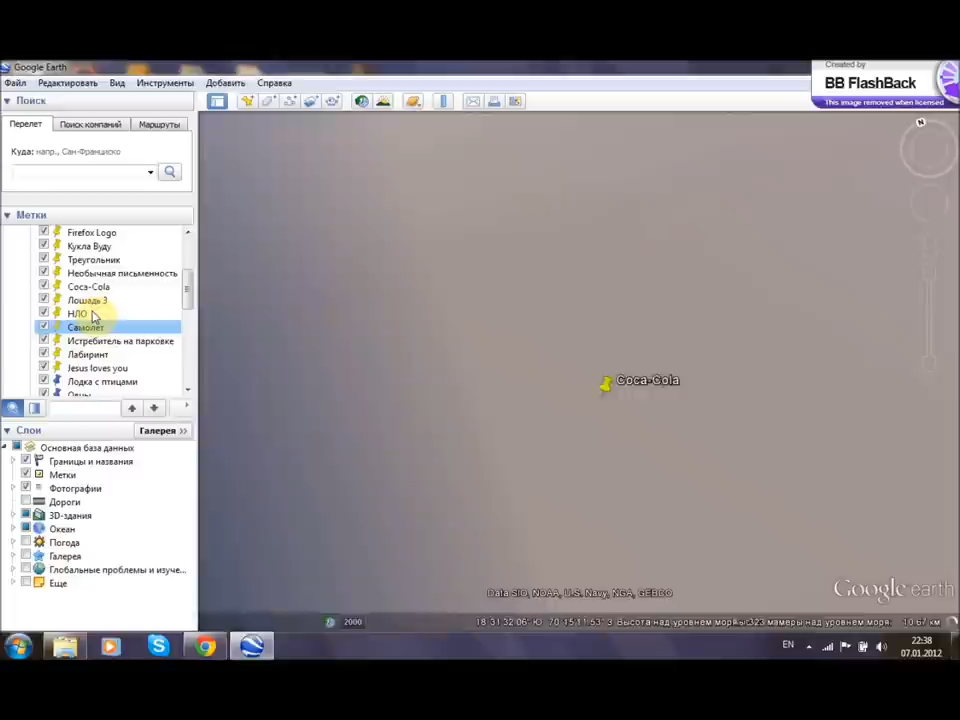 Google Earth
Created by
BB FlashBack
This image removed when licensed
Файл Редактировать Вид Инструменты Добавить Справка
Поиск
Перелет Поиск компаний Маршруты
Куда: напр., Сан-Франциско
N
Метки
Firefox Logo
Кукла Вуду
Треугольник
Необычная письменность
Coca-Cola
Лошадь 3
НЛО
Самолет
Истребитель на парковке
Лабиринт
Jesus loves you
Лодка с птицами
Coca-Cola
Слои
Галерея >>
Основная база данных
Границы и названия
Метки
Фотографии
Дороги
3D-здания
Океан
Погода
Галерея
Глобальные проблемы и изуче...
Еще
Data SIO, NOAA, U.S. Navy, NGA, GEBCO
Google earth
2000
10.67 км
EN
22:38
07.01.2012